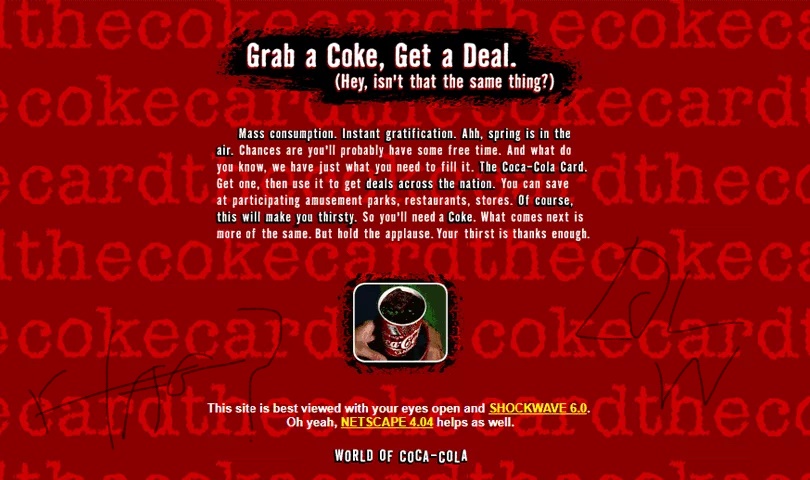 Grab a Coke, Get a Deal.
(Hey, isn't that the same thing?)
Mass consumption. Instant gratification. Ahh, spring is in the
air. Chances are you'll probably have some free time. And what do
you know, we have just what you need to fill it. The Coca-Cola Card.
Get one, then use it to get deals across the nation. You can save
at participating amusement parks, restaurants, stores. Of course,
this will make you thirsty. So you'll need a Coke. What comes next is
more of the same. But hold the applause. Your thirst is thanks enough.
This site is best viewed with your eyes open and SHOCKWAVE 6.0.
Oh yeah, NETSCAPE 4.04 helps as well.
WORLD OF COCA-COLA